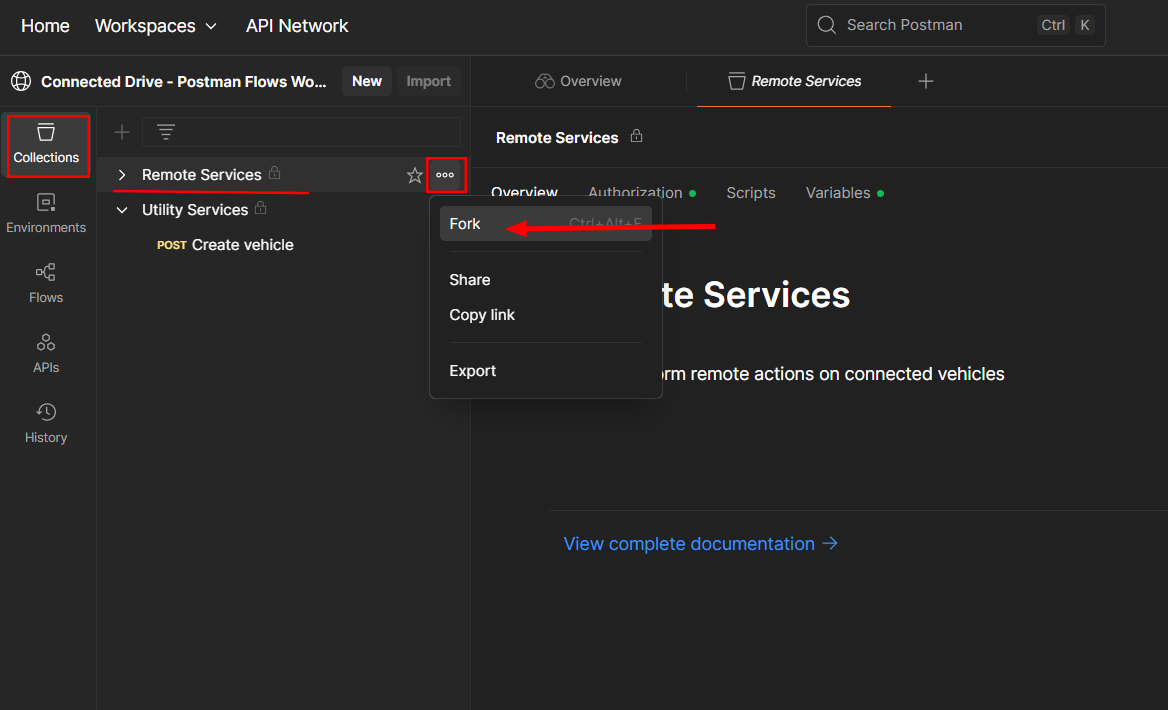 Home Workspaces API Network Search Postman Ctrl K
Connected Drive - Postman Flows Wo... New Import Overview Remote Services
Collections
Environments
Flows
APIs
History
Remote Services
Utility Services
POST Create vehicle
Fork Ctrl+Alt+F
Share
Copy link
Export
Remote Services
Overview Authorization Scripts Variables
te Services
orm remote actions on connected vehicles
View complete documentation →